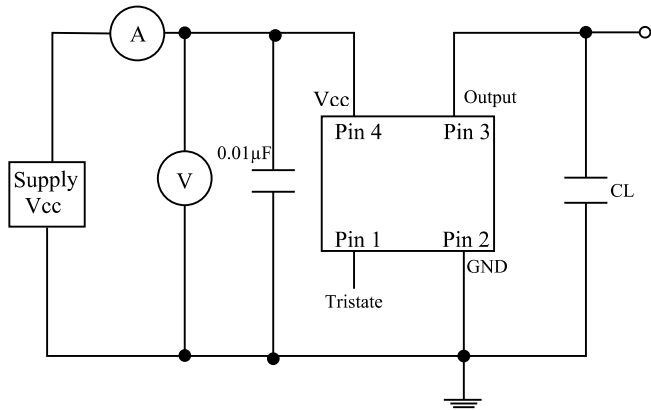 A
Vcc
Output
Pin 4
Pin 3
0.01µF
Supply
Vcc
V
CL
Pin 1
Pin 2
GND
Tristate